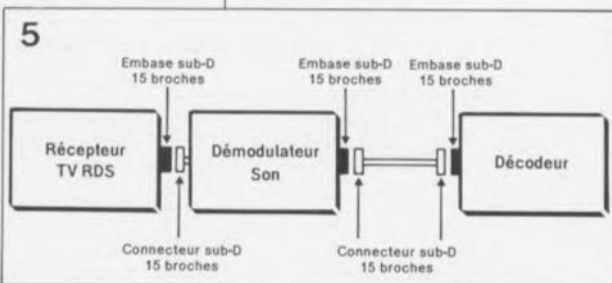 5
Embase sub-D
15 broches
Embase sub-D
15 broches
Embase sub-D
15 broches
Récepteur
TV RDS
Démodulateur
Son
Décodeur
Connecteur sub-D
15 broches
Connecteur sub-D
15 broches